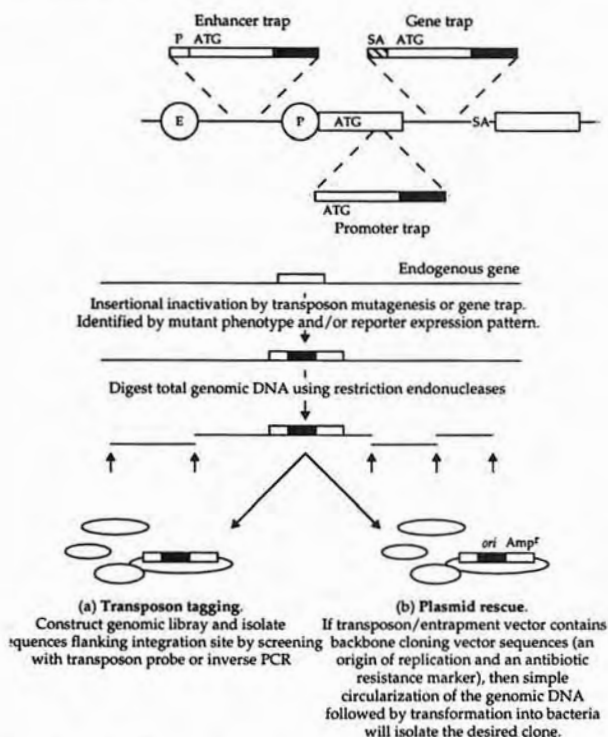 Enhancer trap
Gene trap
P ATG
SA ATG
E
P
ATG
SA
ATG
Promoter trap
Endogenous gene
Insertional inactivation by transposon mutagenesis or gene trap.
Identified by mutant phenotype and/or reporter expression pattern.
Digest total genomic DNA using restriction endonucleases
ori Ampr
(a) Transposon tagging.
Construct genomic library and isolate
equences flanking integration site by screening
with transposon probe or inverse PCR
(b) Plasmid rescue.
If transposon/entrapment vector contains
backbone cloning vector sequences (an
origin of replication and an antibiotic
resistance marker), then simple
circularization of the genomic DNA
followed by transformation into bacteria
will isolate the desired clone.